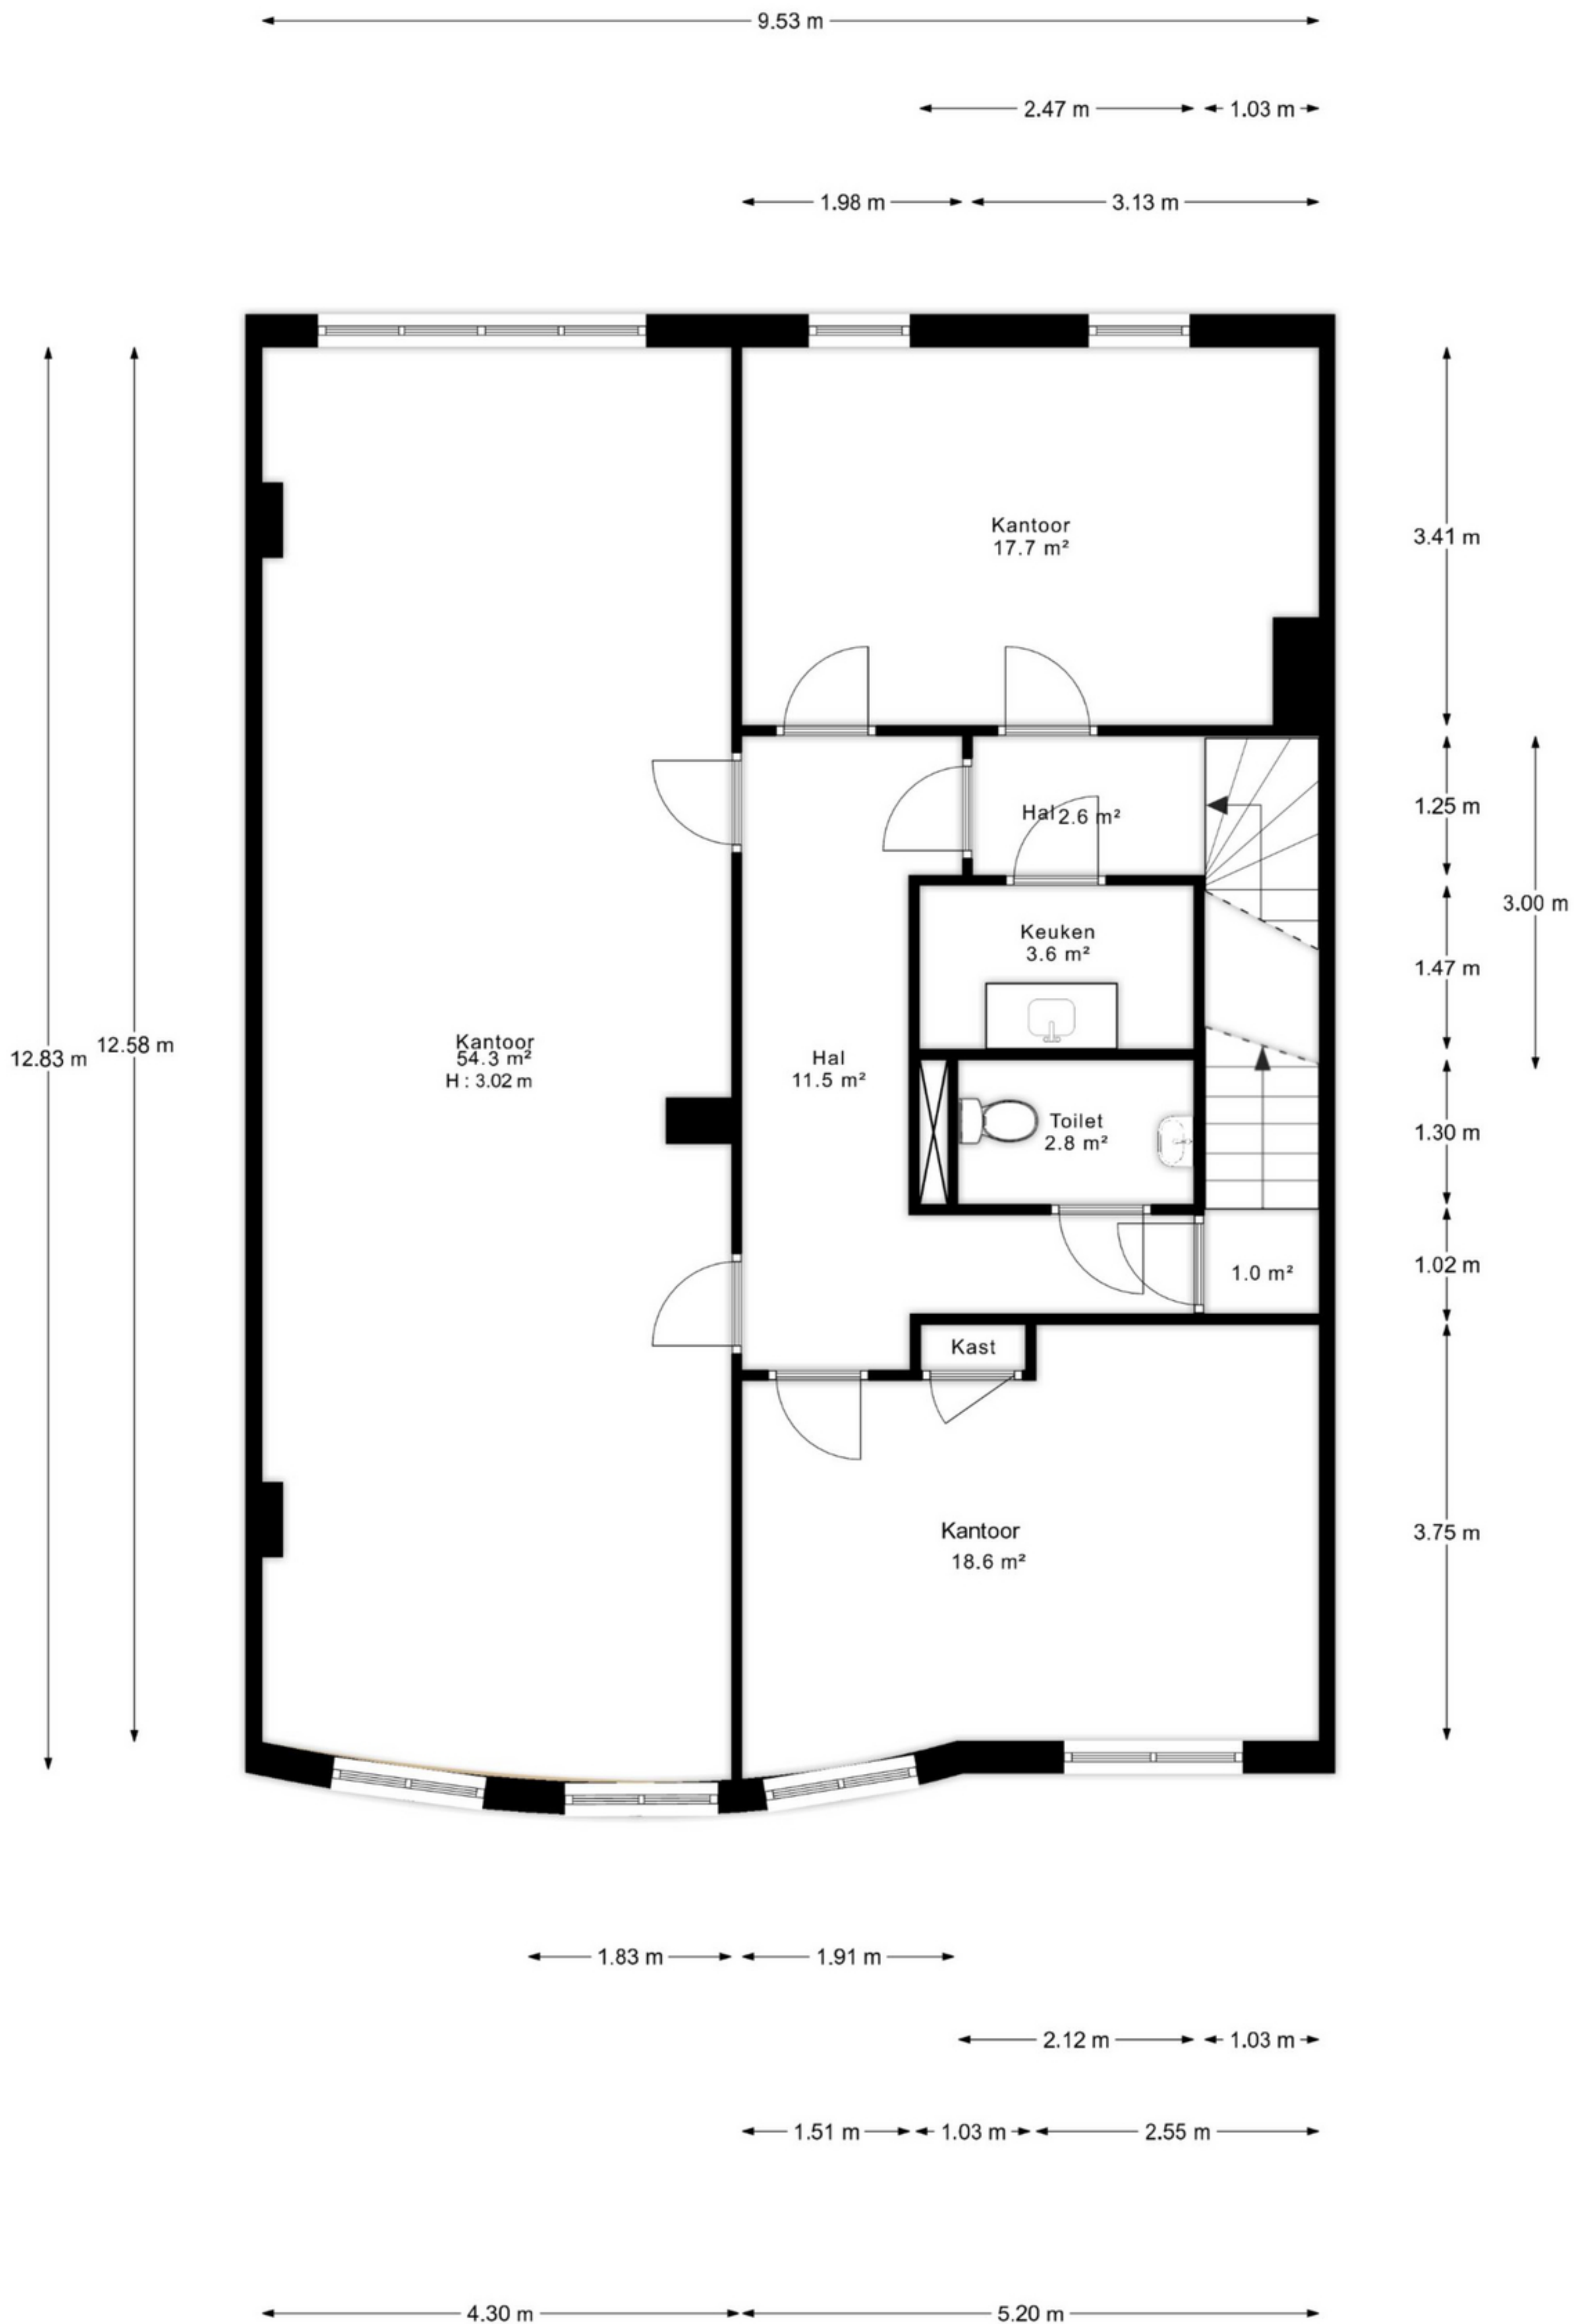 9.53 m
2.47 m
1.03 m
1.98 m
3.13 m
Kantoor
17.7 m²
3.41 m
Hal 2.6 m²
1.25 m
3.00 m
Keuken
3.6 m²
1.47 m
12.83 m
12.58 m
Kantoor
54.3 m²
H : 3.02 m
Hal
11.5 m²
Toilet
2.8 m²
1.30 m
1.0 m²
1.02 m
Kast
Kantoor
18.6 m²
3.75 m
1.83 m
1.91 m
2.12 m
1.03 m
1.51 m
1.03 m
2.55 m
4.30 m
5.20 m